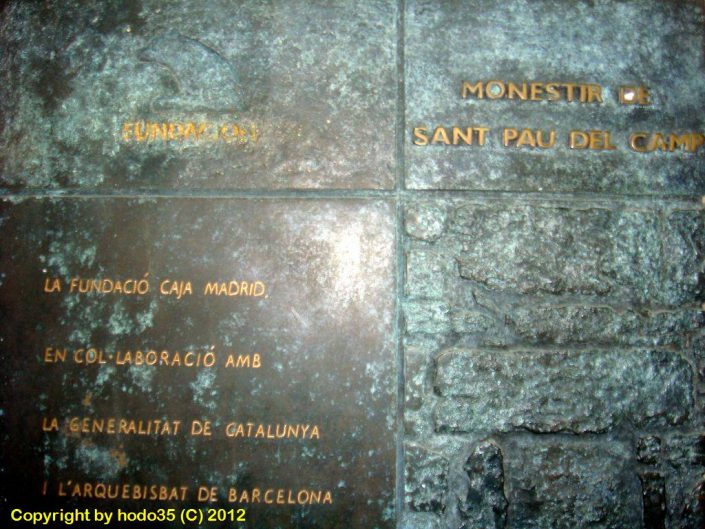 FUNDACIÓN
MONESTIR DE
SANT PAU DEL CAMP
LA FUNDACIÓ CAJA MADRID,
EN COL·LABORACIÓ AMB
LA GENERALITAT DE CATALUNYA
I L'ARQUEBISBAT DE BARCELONA
Copyright by hodo35 (C) 2012